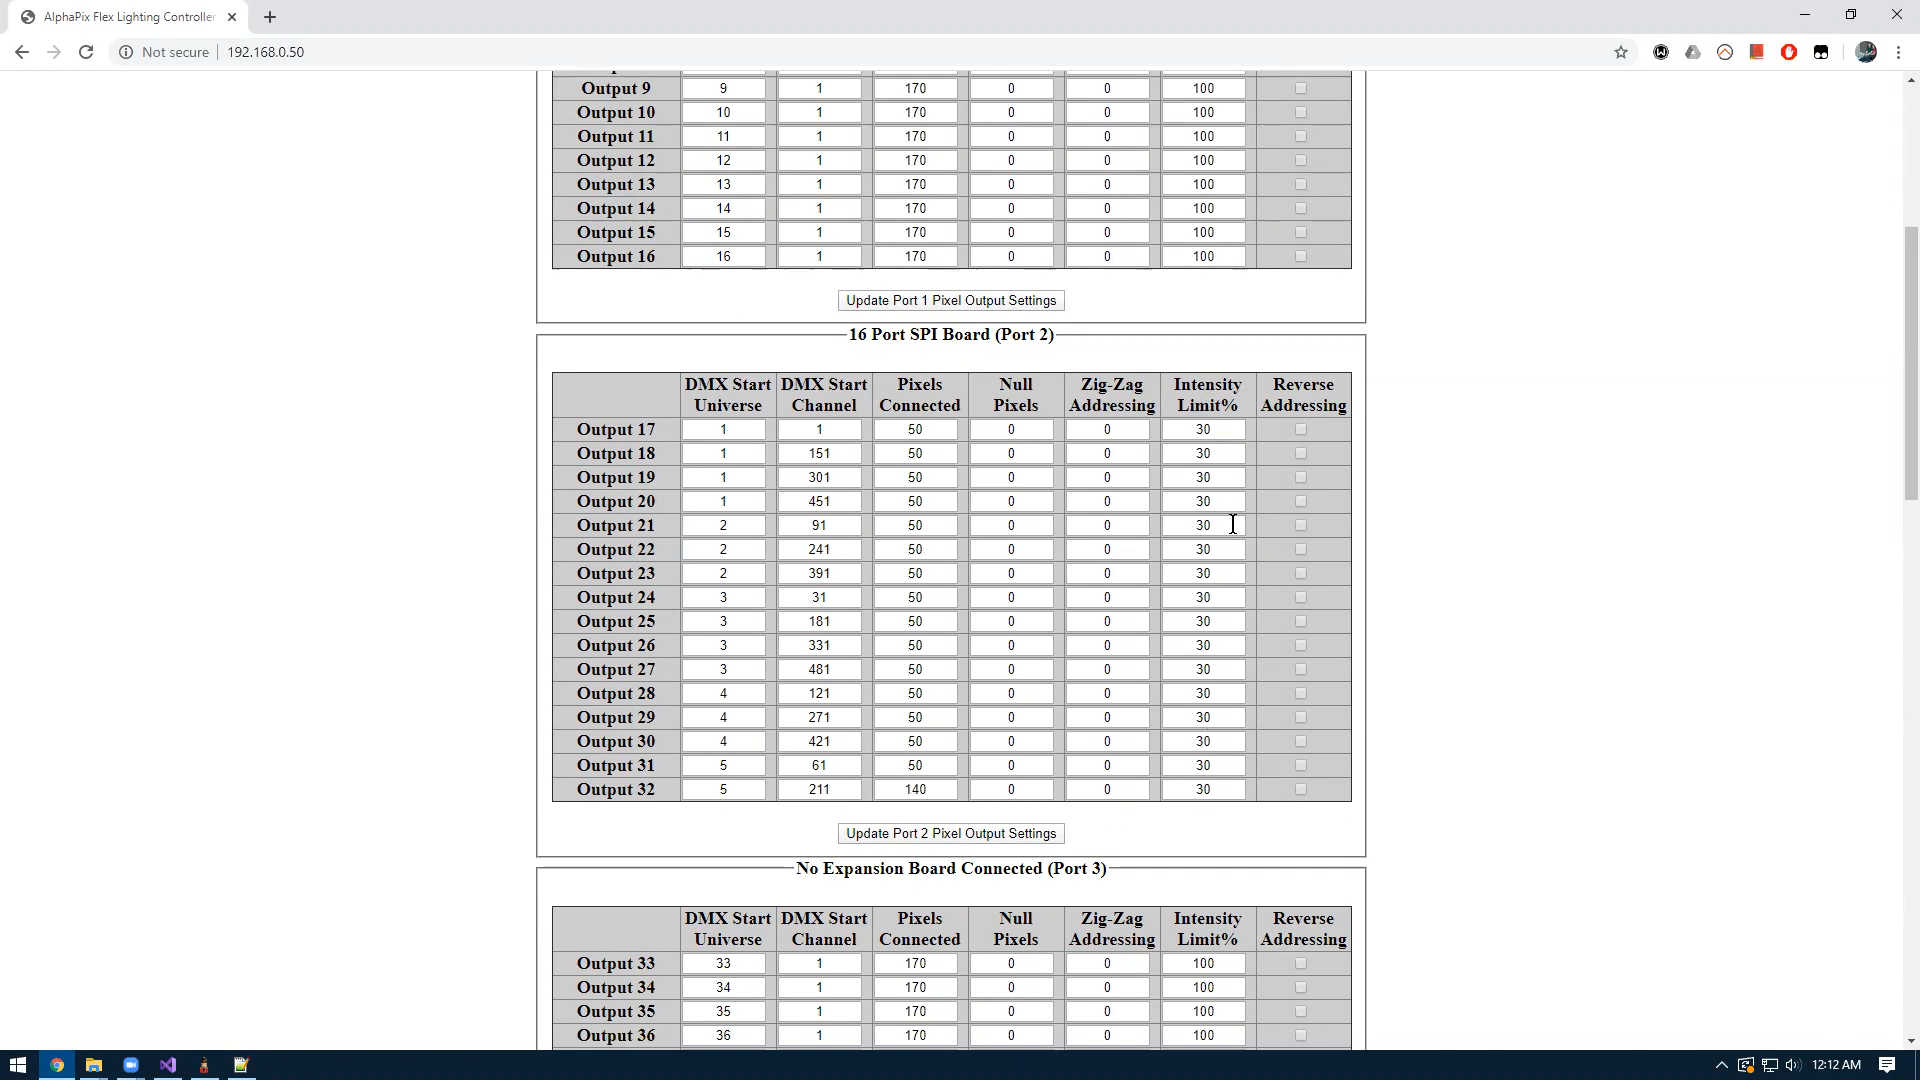 AlphaPix Flex Lighting Controller
Not secure
192.168.0.50
Output 9 9 1 170 0 0 100
Output 10 10 1 170 0 0 100
Output 11 11 1 170 0 0 100
Output 12 12 1 170 0 0 100
Output 13 13 1 170 0 0 100
Output 14 14 1 170 0 0 100
Output 15 15 1 170 0 0 100
Output 16 16 1 170 0 0 100
Update Port 1 Pixel Output Settings
16 Port SPI Board (Port 2)
DMX Start DMX Start Pixels Null Zig-Zag Intensity Reverse
Universe Channel Connected Pixels Addressing Limit% Addressing
Output 17 1 1 50 0 0 30
Output 18 1 151 50 0 0 30
Output 19 1 301 50 0 0 30
Output 20 1 451 50 0 0 30
Output 21 2 91 50 0 0 30
Output 22 2 241 50 0 0 30
Output 23 2 391 50 0 0 30
Output 24 3 31 50 0 0 30
Output 25 3 181 50 0 0 30
Output 26 3 331 50 0 0 30
Output 27 3 481 50 0 0 30
Output 28 4 121 50 0 0 30
Output 29 4 271 50 0 0 30
Output 30 4 421 50 0 0 30
Output 31 5 61 50 0 0 30
Output 32 5 211 140 0 0 30
Update Port 2 Pixel Output Settings
No Expansion Board Connected (Port 3)
DMX Start DMX Start Pixels Null Zig-Zag Intensity Reverse
Universe Channel Connected Pixels Addressing Limit% Addressing
Output 33 33 1 170 0 0 100
Output 34 34 1 170 0 0 100
Output 35 35 1 170 0 0 100
Output 36 36 1 170 0 0 100
12:12 AM